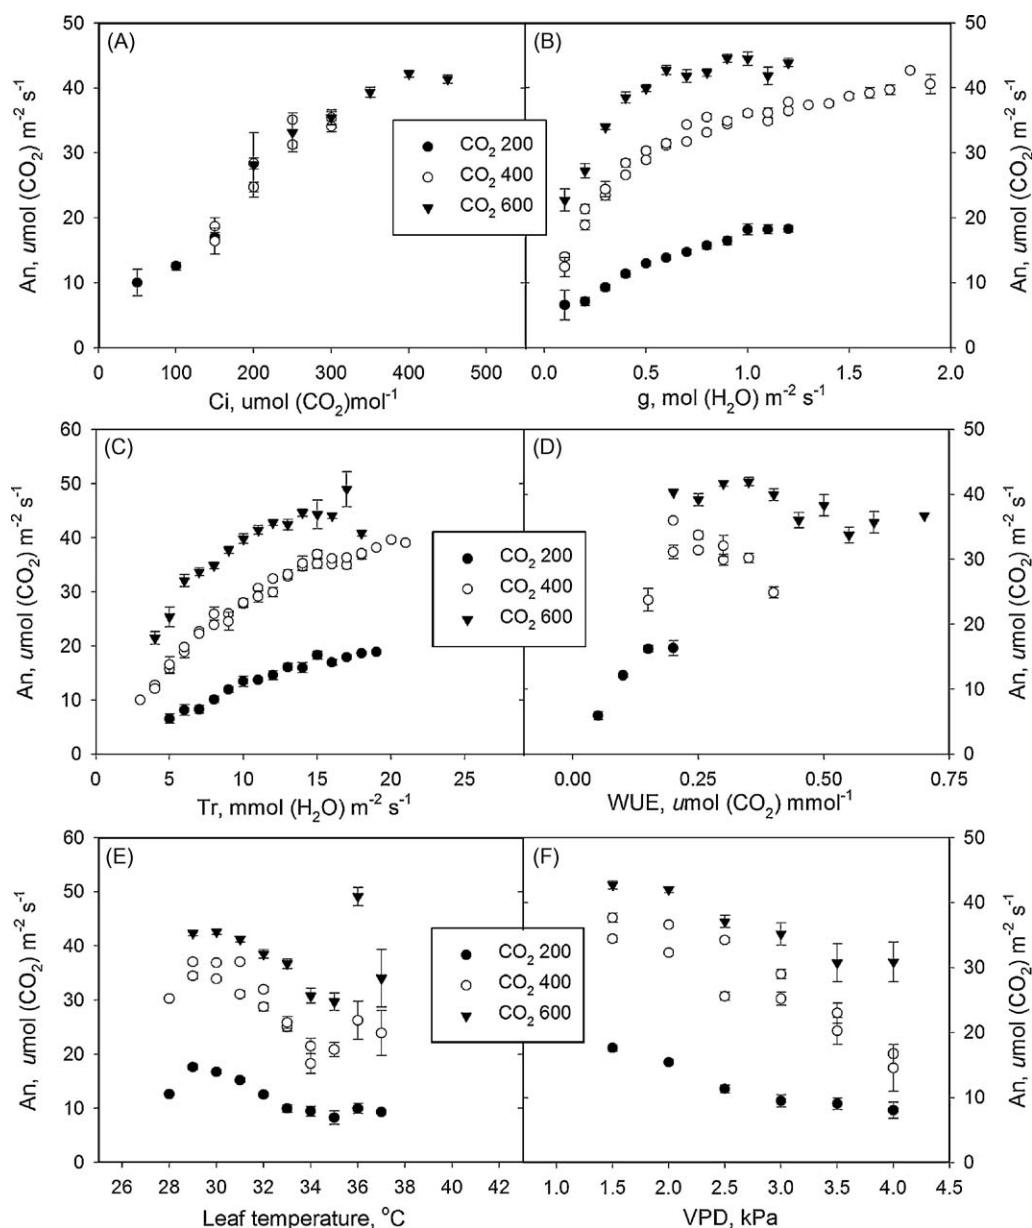 (A)
50
40
30
20
10
0
An, umol (CO2) m-2 s-1
0 100 200 300 400 500
Ci, umol (CO2)mol-1
CO2 200
CO2 400
CO2 600
(B)
50
40
30
20
10
0
An, umol (CO2) m-2 s-1
0.0 0.5 1.0 1.5 2.0
g, mol (H2O) m-2 s-1
(C)
60
50
40
30
20
10
0
An, umol (CO2) m-2 s-1
0 5 10 15 20 25
Tr, mmol (H2O) m-2 s-1
CO2 200
CO2 400
CO2 600
(D)
50
40
30
20
10
0
An, umol (CO2) m-2 s-1
0.00 0.25 0.50 0.75
WUE, umol (CO2) mmol-1
(E)
60
50
40
30
20
10
0
An, umol (CO2) m-2 s-1
26 28 30 32 34 36 38 40 42
Leaf temperature, oC
CO2 200
CO2 400
CO2 600
(F)
50
40
30
20
10
0
An, umol (CO2) m-2 s-1
1.0 1.5 2.0 2.5 3.0 3.5 4.0 4.5
VPD, kPa